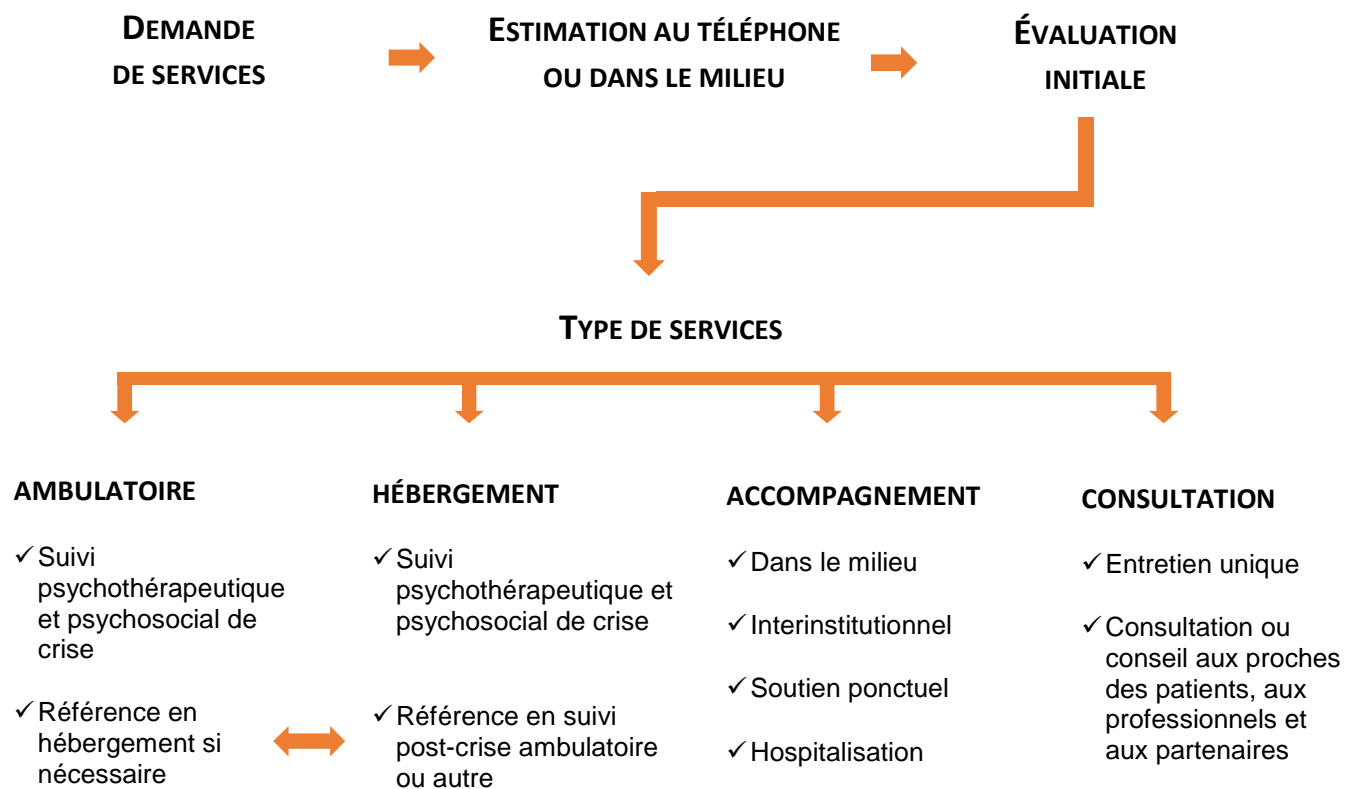 DEMANDE
DE SERVICES
ESTIMATION AU TÉLÉPHONE
OU DANS LE MILIEU
ÉVALUATION
INITIALE
TYPE DE SERVICES
AMBULATOIRE
✓ Suivi
psychothérapeutique
et psychosocial de
crise
✓ Référence en
hébergement si
nécessaire
HÉBERGEMENT
✓ Suivi
psychothérapeutique et
psychosocial de crise
✓ Référence en suivi
post-crise ambulatoire
ou autre
ACCOMPAGNEMENT
✓ Dans le milieu
✓ Interinstitutionnel
✓ Soutien ponctuel
✓ Hospitalisation
CONSULTATION
✓ Entretien unique
✓ Consultation ou
conseil aux proches
des patients, aux
professionnels et
aux partenaires